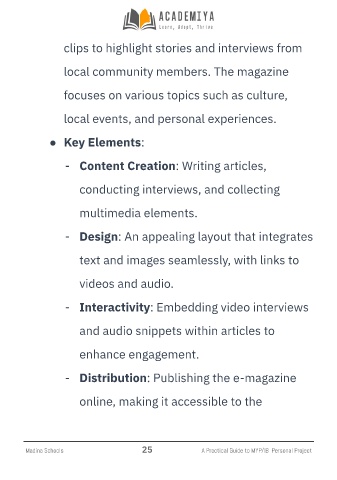 ACADEMIYA
Learn, Adapt, Thrive
clips to highlight stories and interviews from
local community members. The magazine
focuses on various topics such as culture,
local events, and personal experiences.
● Key Elements:
- Content Creation: Writing articles,
conducting interviews, and collecting
multimedia elements.
- Design: An appealing layout that integrates
text and images seamlessly, with links to
videos and audio.
- Interactivity: Embedding video interviews
and audio snippets within articles to
enhance engagement.
- Distribution: Publishing the e-magazine
online, making it accessible to the
Madina Schools 25 A Practical Guide to MYP/IB Personal Project